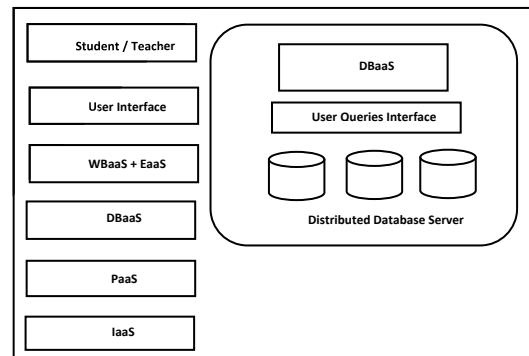 Student / Teacher
User Interface
WBaaS + EaaS
DBaaS
PaaS
IaaS
DBaaS
User Queries Interface
Distributed Database Server